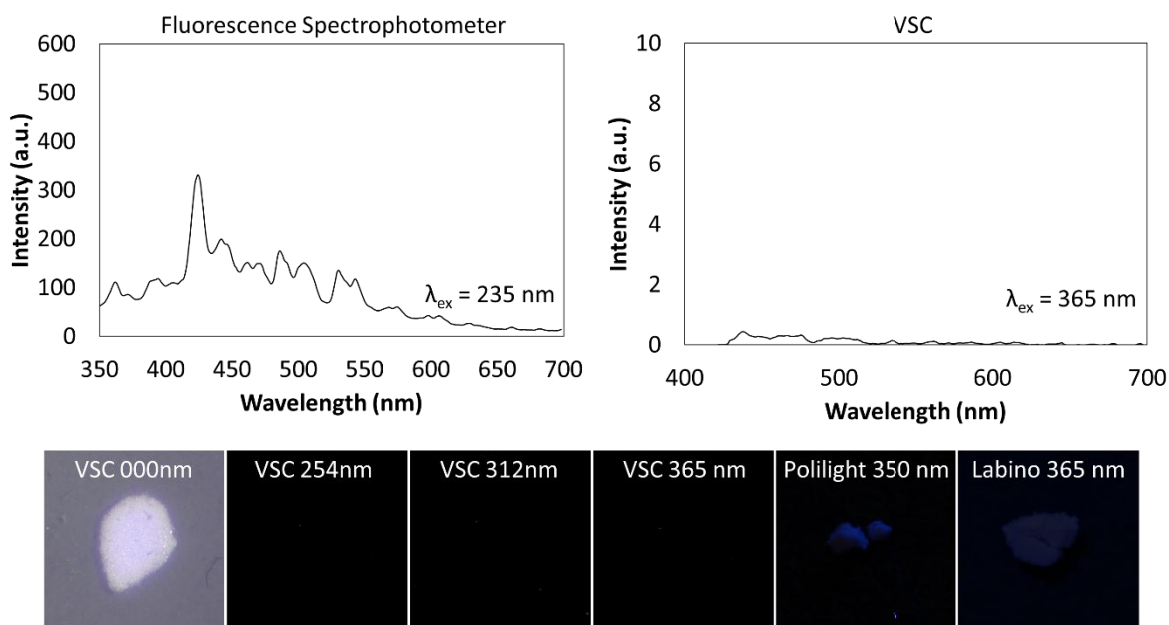 Fluorescence Spectrophotometer
600
500
400
300
200
100
0
Intensity (a.u.)
λex = 235 nm
350 400 450 500 550 600 650 700
Wavelength (nm)
VSC
10
8
6
4
2
0
Intensity (a.u.)
λex = 365 nm
400 500 600 700
Wavelength (nm)
VSC 000nm
VSC 254nm
VSC 312nm
VSC 365 nm
Polilight 350 nm
Labino 365 nm